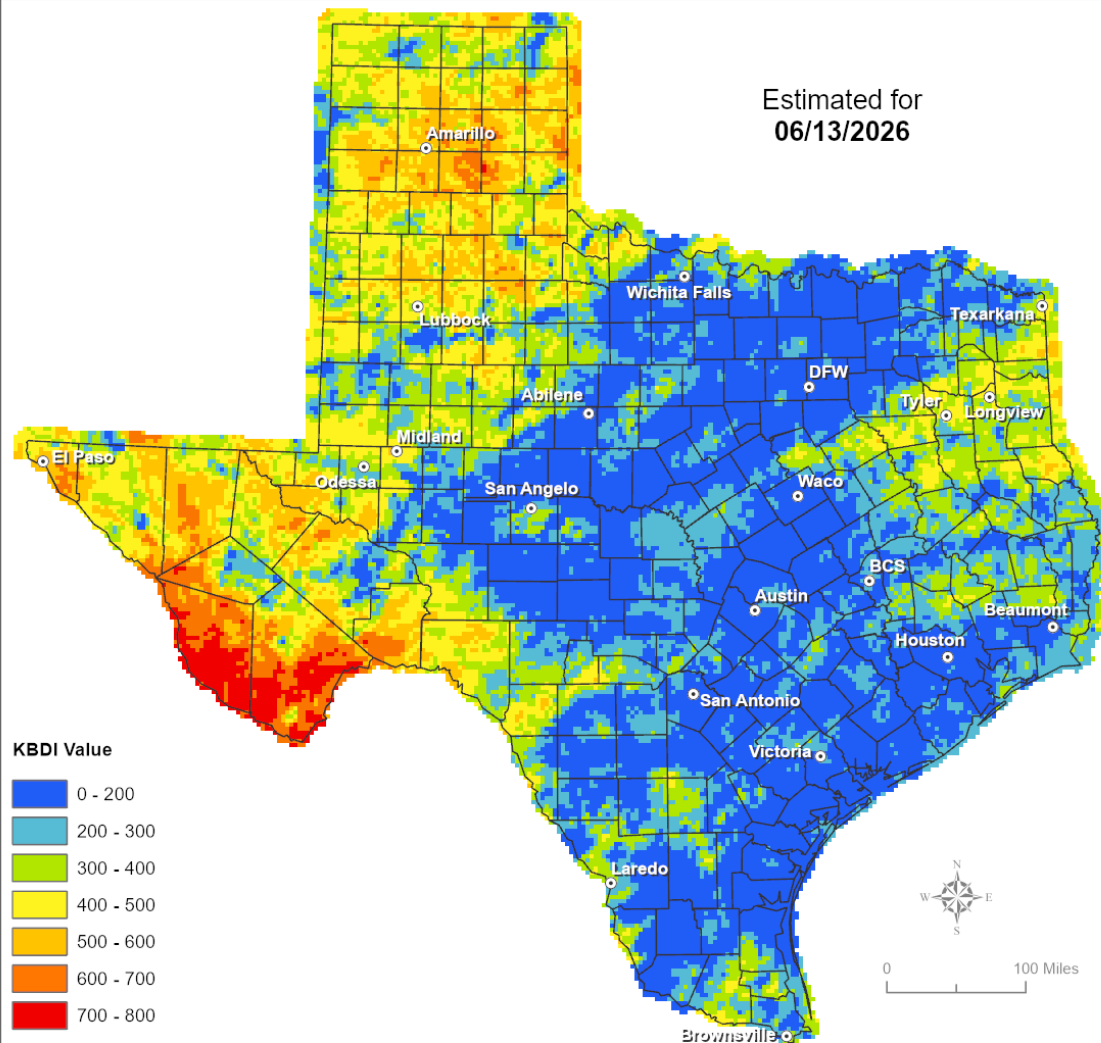 Estimated for
06/13/2026
Amarillo
Wichita Falls
Texarkana
Lubbock
DFW
Abilene
Tyler
Longview
Midland
El Paso
Odessa
San Angelo
Waco
BCS
Austin
Beaumont
Houston
San Antonio
Victoria
Laredo
Brownsville
KBDI Value
0 - 200
200 - 300
300 - 400
400 - 500
500 - 600
600 - 700
700 - 800
N
W E
S
0 100 Miles